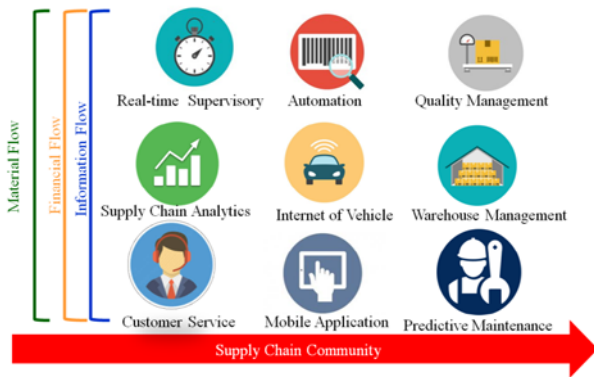 Material Flow
Financial Flow
Information Flow
Real-time Supervisory
Automation
Quality Management
Supply Chain Analytics
Internet of Vehicle
Warehouse Management
Customer Service
Mobile Application
Predictive Maintenance
Supply Chain Community